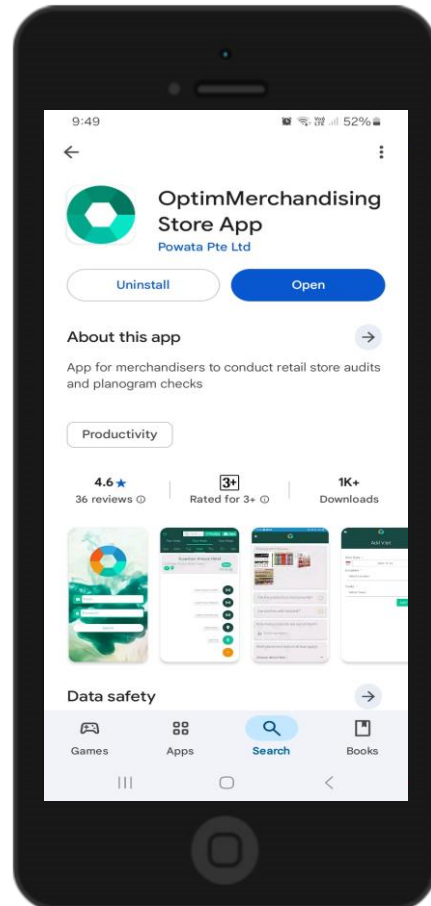 9:49
52%
OptimMerchandising
Store App
Powata Pte Ltd
Uninstall
Open
About this app
App for merchandisers to conduct retail store audits
and planogram checks
Productivity
4.6★
3+
1K+
36 reviews
Rated for 3+
Downloads
Add Visit
Data safety
Games
Apps
Search
Books